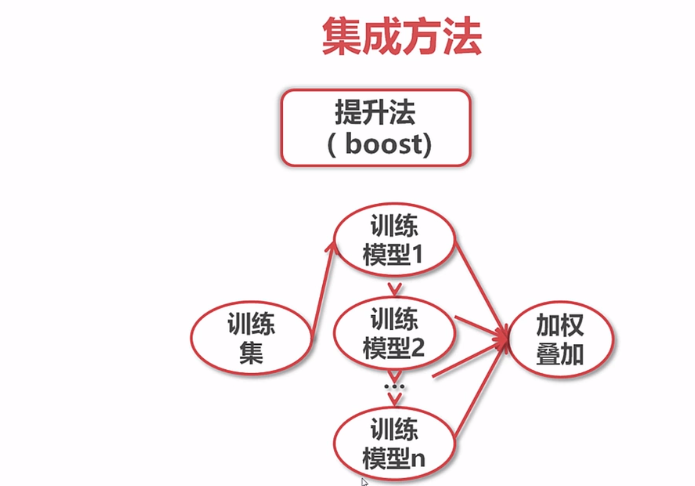 集成方法
提升法
（boost)
训练
模型1
训练
集
训练
模型2
加权
叠加
...
训练
模型n